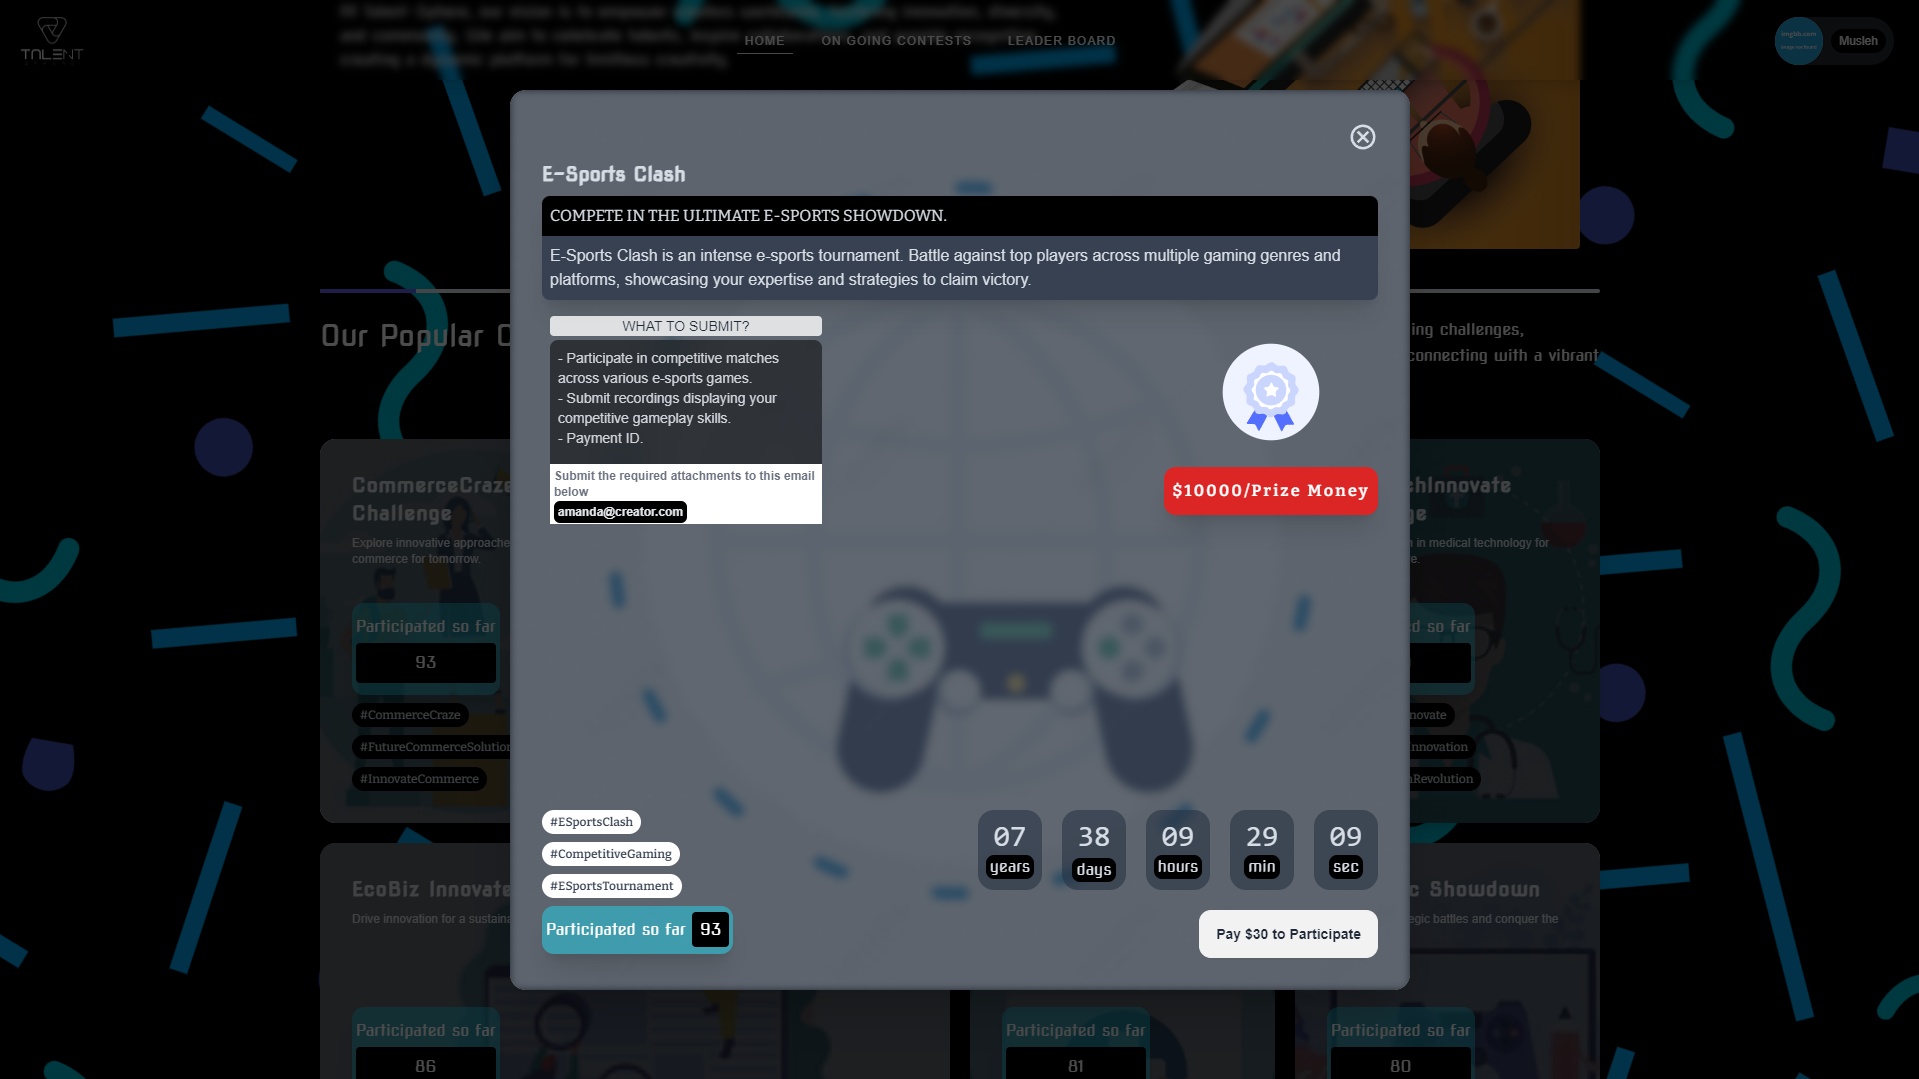 TALENT
HOME
ON GOING CONTESTS
LEADER BOARD
Musleh
E-Sports Clash
COMPETE IN THE ULTIMATE E-SPORTS SHOWDOWN.
E-Sports Clash is an intense e-sports tournament. Battle against top players across multiple gaming genres and
platforms, showcasing your expertise and strategies to claim victory.
WHAT TO SUBMIT?
- Participate in competitive matches
across various e-sports games.
- Submit recordings displaying your
competitive gameplay skills.
- Payment ID.
Submit the required attachments to this email
below
amanda@creator.com
$10000/Prize Money
#ESportsClash
#CompetitiveGaming
#ESportsTournament
Participated so far 93
07
years
38
days
09
hours
29
min
09
sec
Pay $30 to Participate
Our Popular
ing challenges,
connecting with a vibrant
CommerceCraze
Challenge
Explore innovative approache
commerce for tomorrow.
Participated so far
93
#CommerceCraze
#FutureCommerceSolution
#InnovateCommerce
hInnovate
ge
in medical technology for
e.
d so far
novate
nnovation
Revolution
EcoBiz Innovate
Drive innovation for a sustaina
Participated so far
86
Participated so far
81
c Showdown
egic battles and conquer the
Participated so far
80